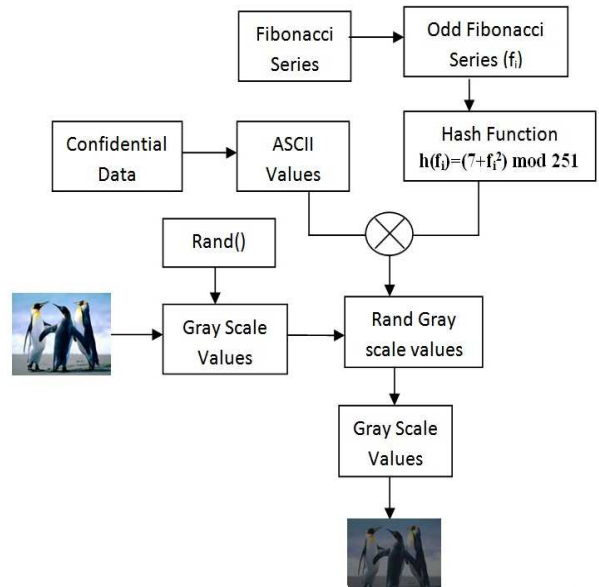 Fibonacci
Series
Odd Fibonacci
Series (fᵢ)
Confidential
Data
ASCII
Values
Hash Function
h(fᵢ)=(7+fᵢ²) mod 251
Rand()
Gray Scale
Values
Rand Gray
scale values
Gray Scale
Values